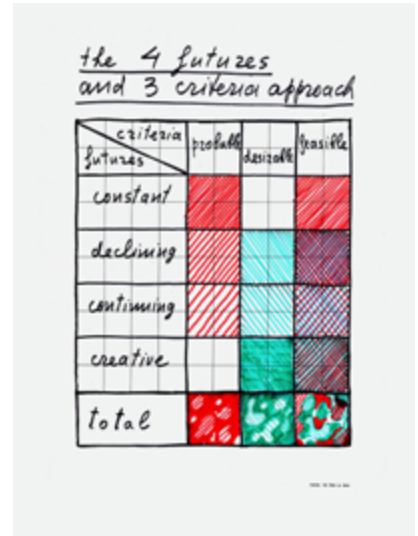 the 4 futures
and 3 criteria approach
criteria
futures
probable
desirable
feasible
constant
declining
continuing
creative
total